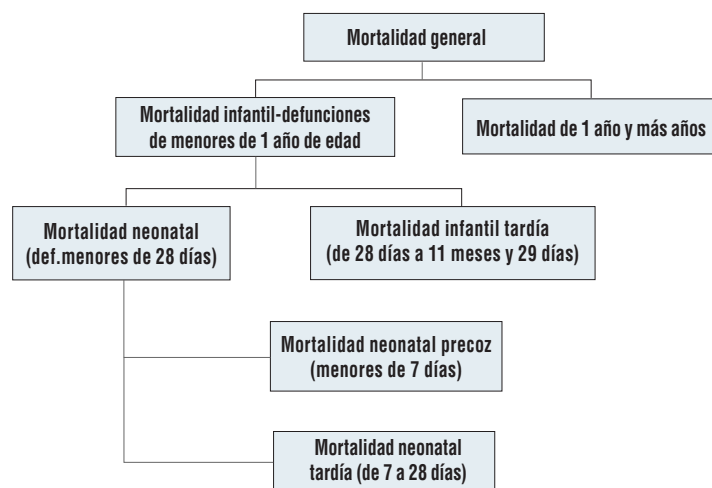 Mortalidad general
Mortalidad infantil-defunciones
de menores de 1 año de edad
Mortalidad de 1 año y más años
Mortalidad neonatal
(def.menores de 28 días)
Mortalidad infantil tardía
(de 28 días a 11 meses y 29 días)
Mortalidad neonatal precoz
(menores de 7 días)
Mortalidad neonatal
tardía (de 7 a 28 días)